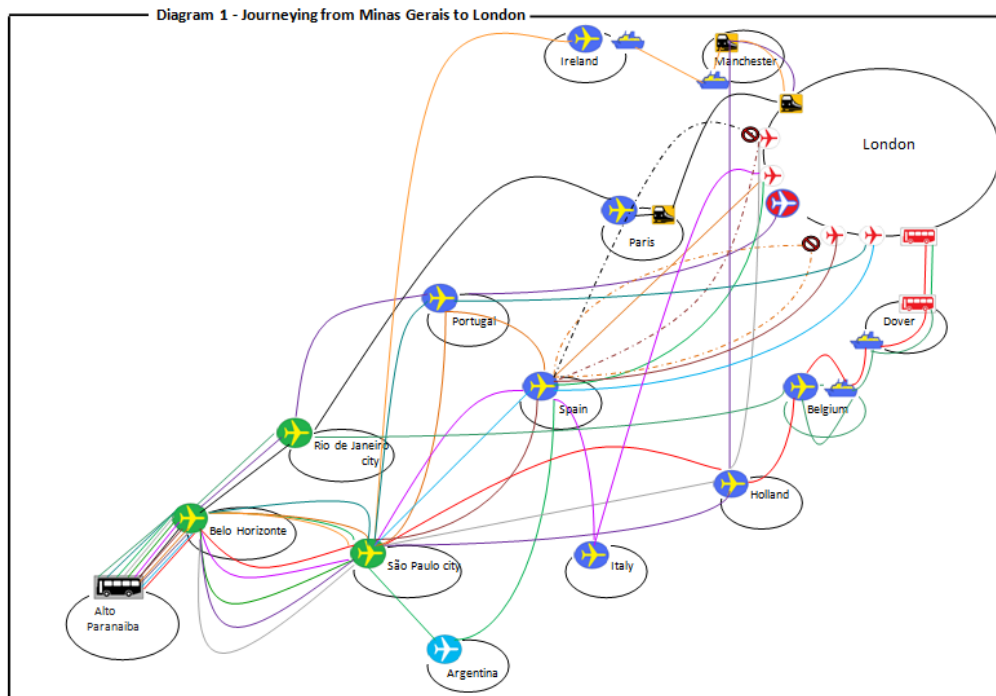 Diagram 1 - Journeying from Minas Gerais to London
Ireland
Manchester
London
Paris
Portugal
Dover
Spain
Belgium
Rio de Janeiro
city
Holland
Belo Horizonte
São Paulo city
Italy
Alto
Paranaiba
Argentina